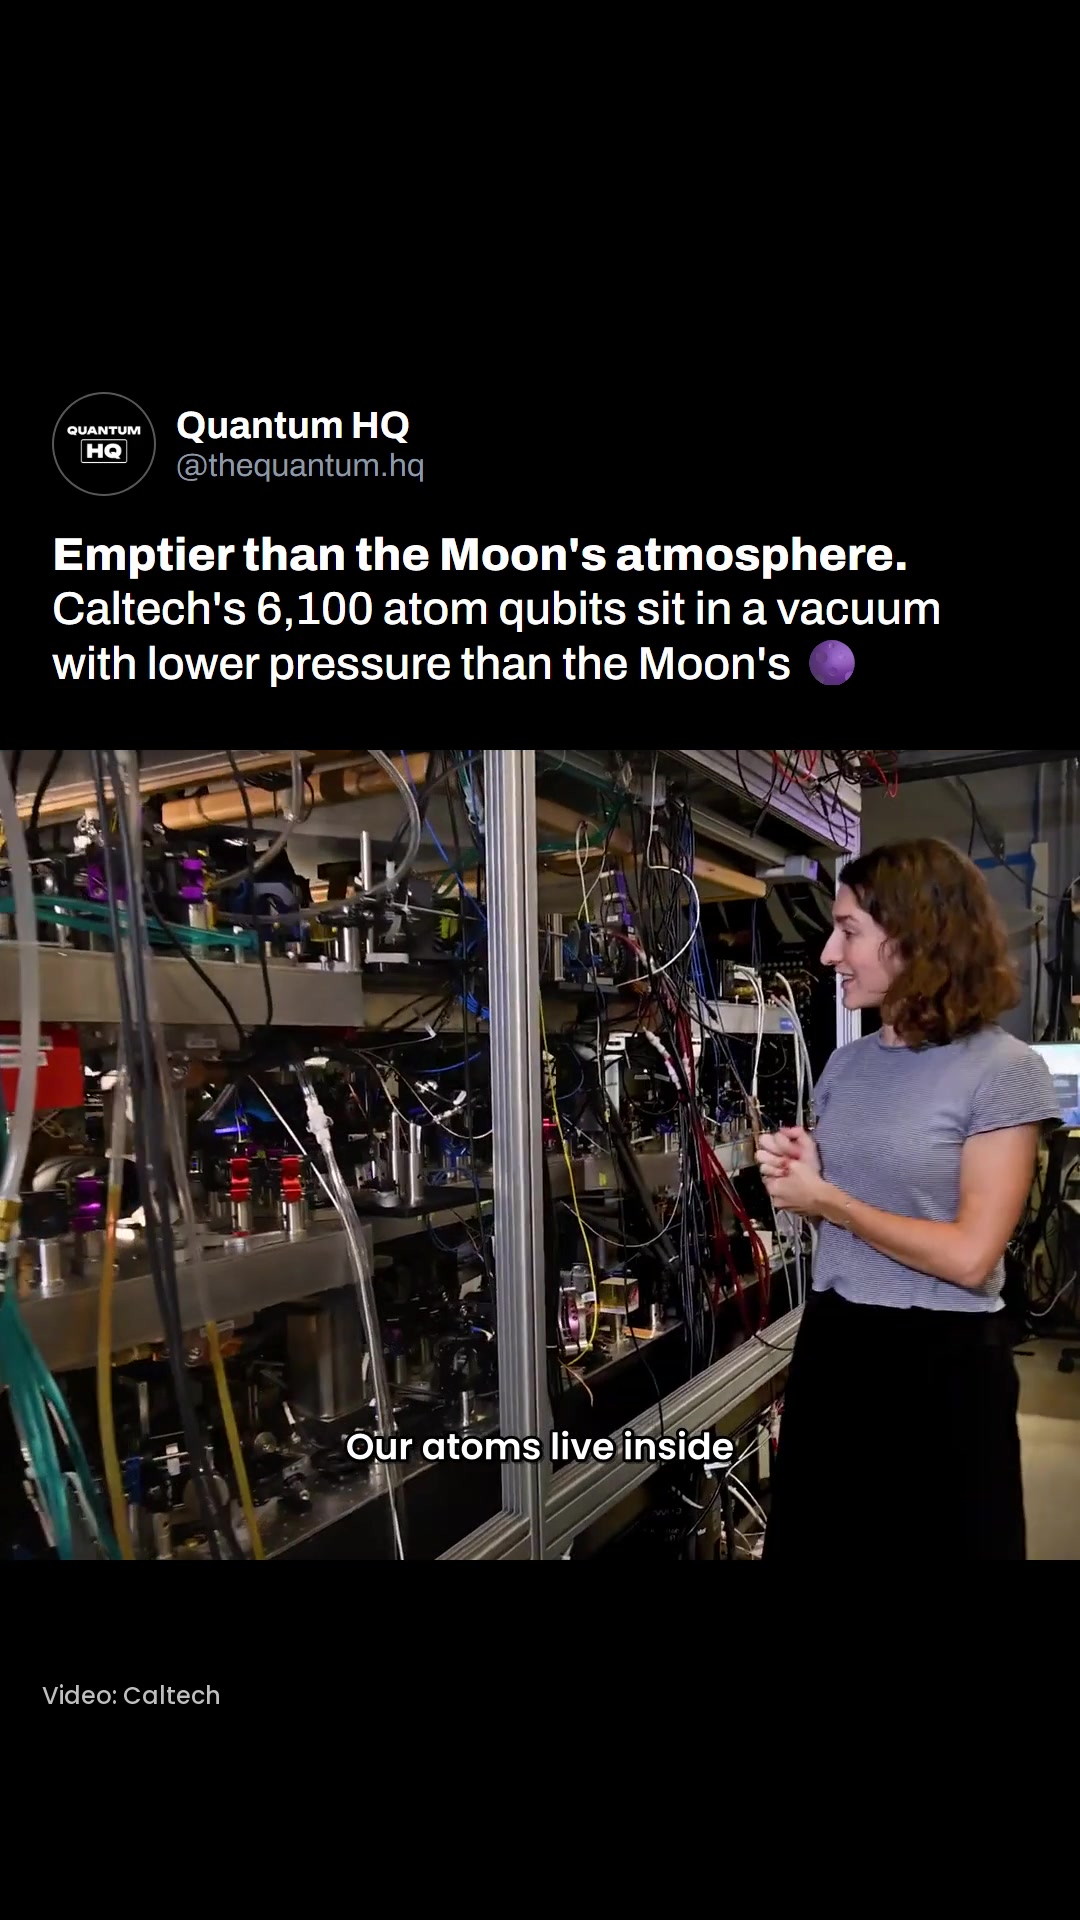 QUANTUM
HQ
Quantum HQ
@thequantum.hq
Emptier than the Moon's atmosphere.
Caltech's 6,100 atom qubits sit in a vacuum
with lower pressure than the Moon's
Our atoms live inside
Video: Caltech